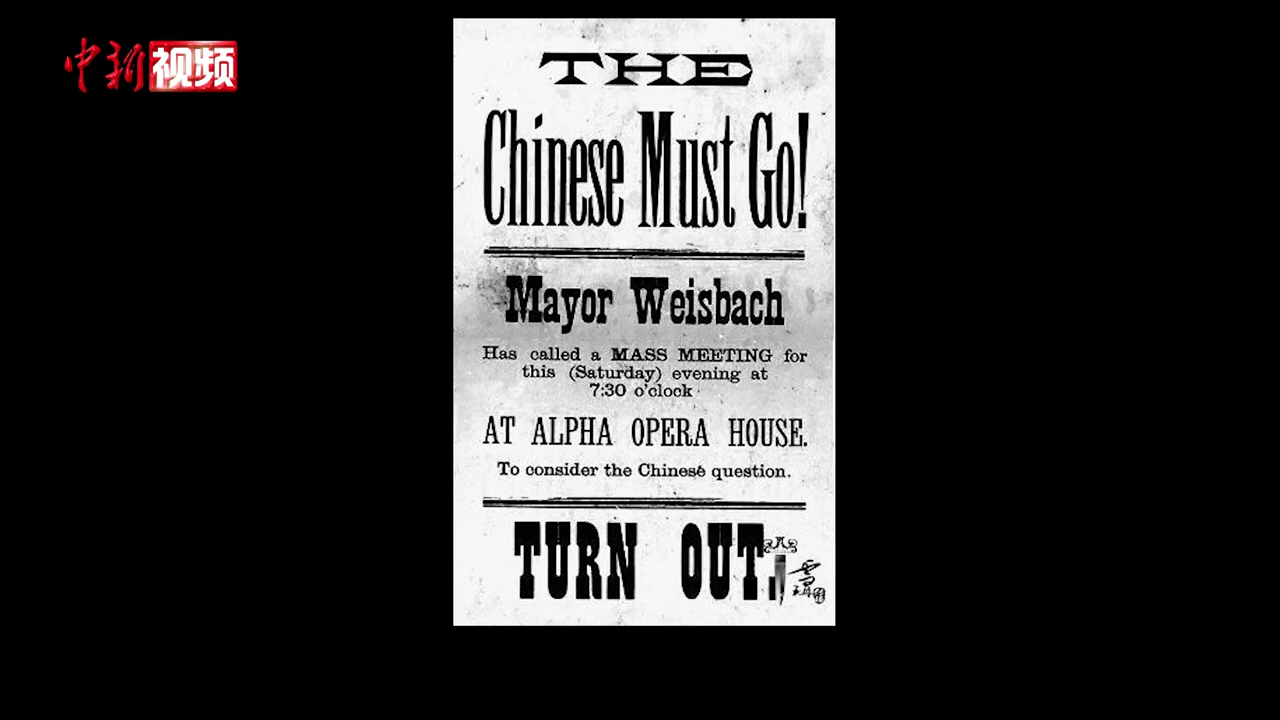 中新视频
THE
Chinese Must Go!
Mayor Weisbach
Has called a MASS MEETING for
this (Saturday) evening at
7:30 o'clock
AT ALPHA OPERA HOUSE.
To consider the Chinese question.
TURN OUT.